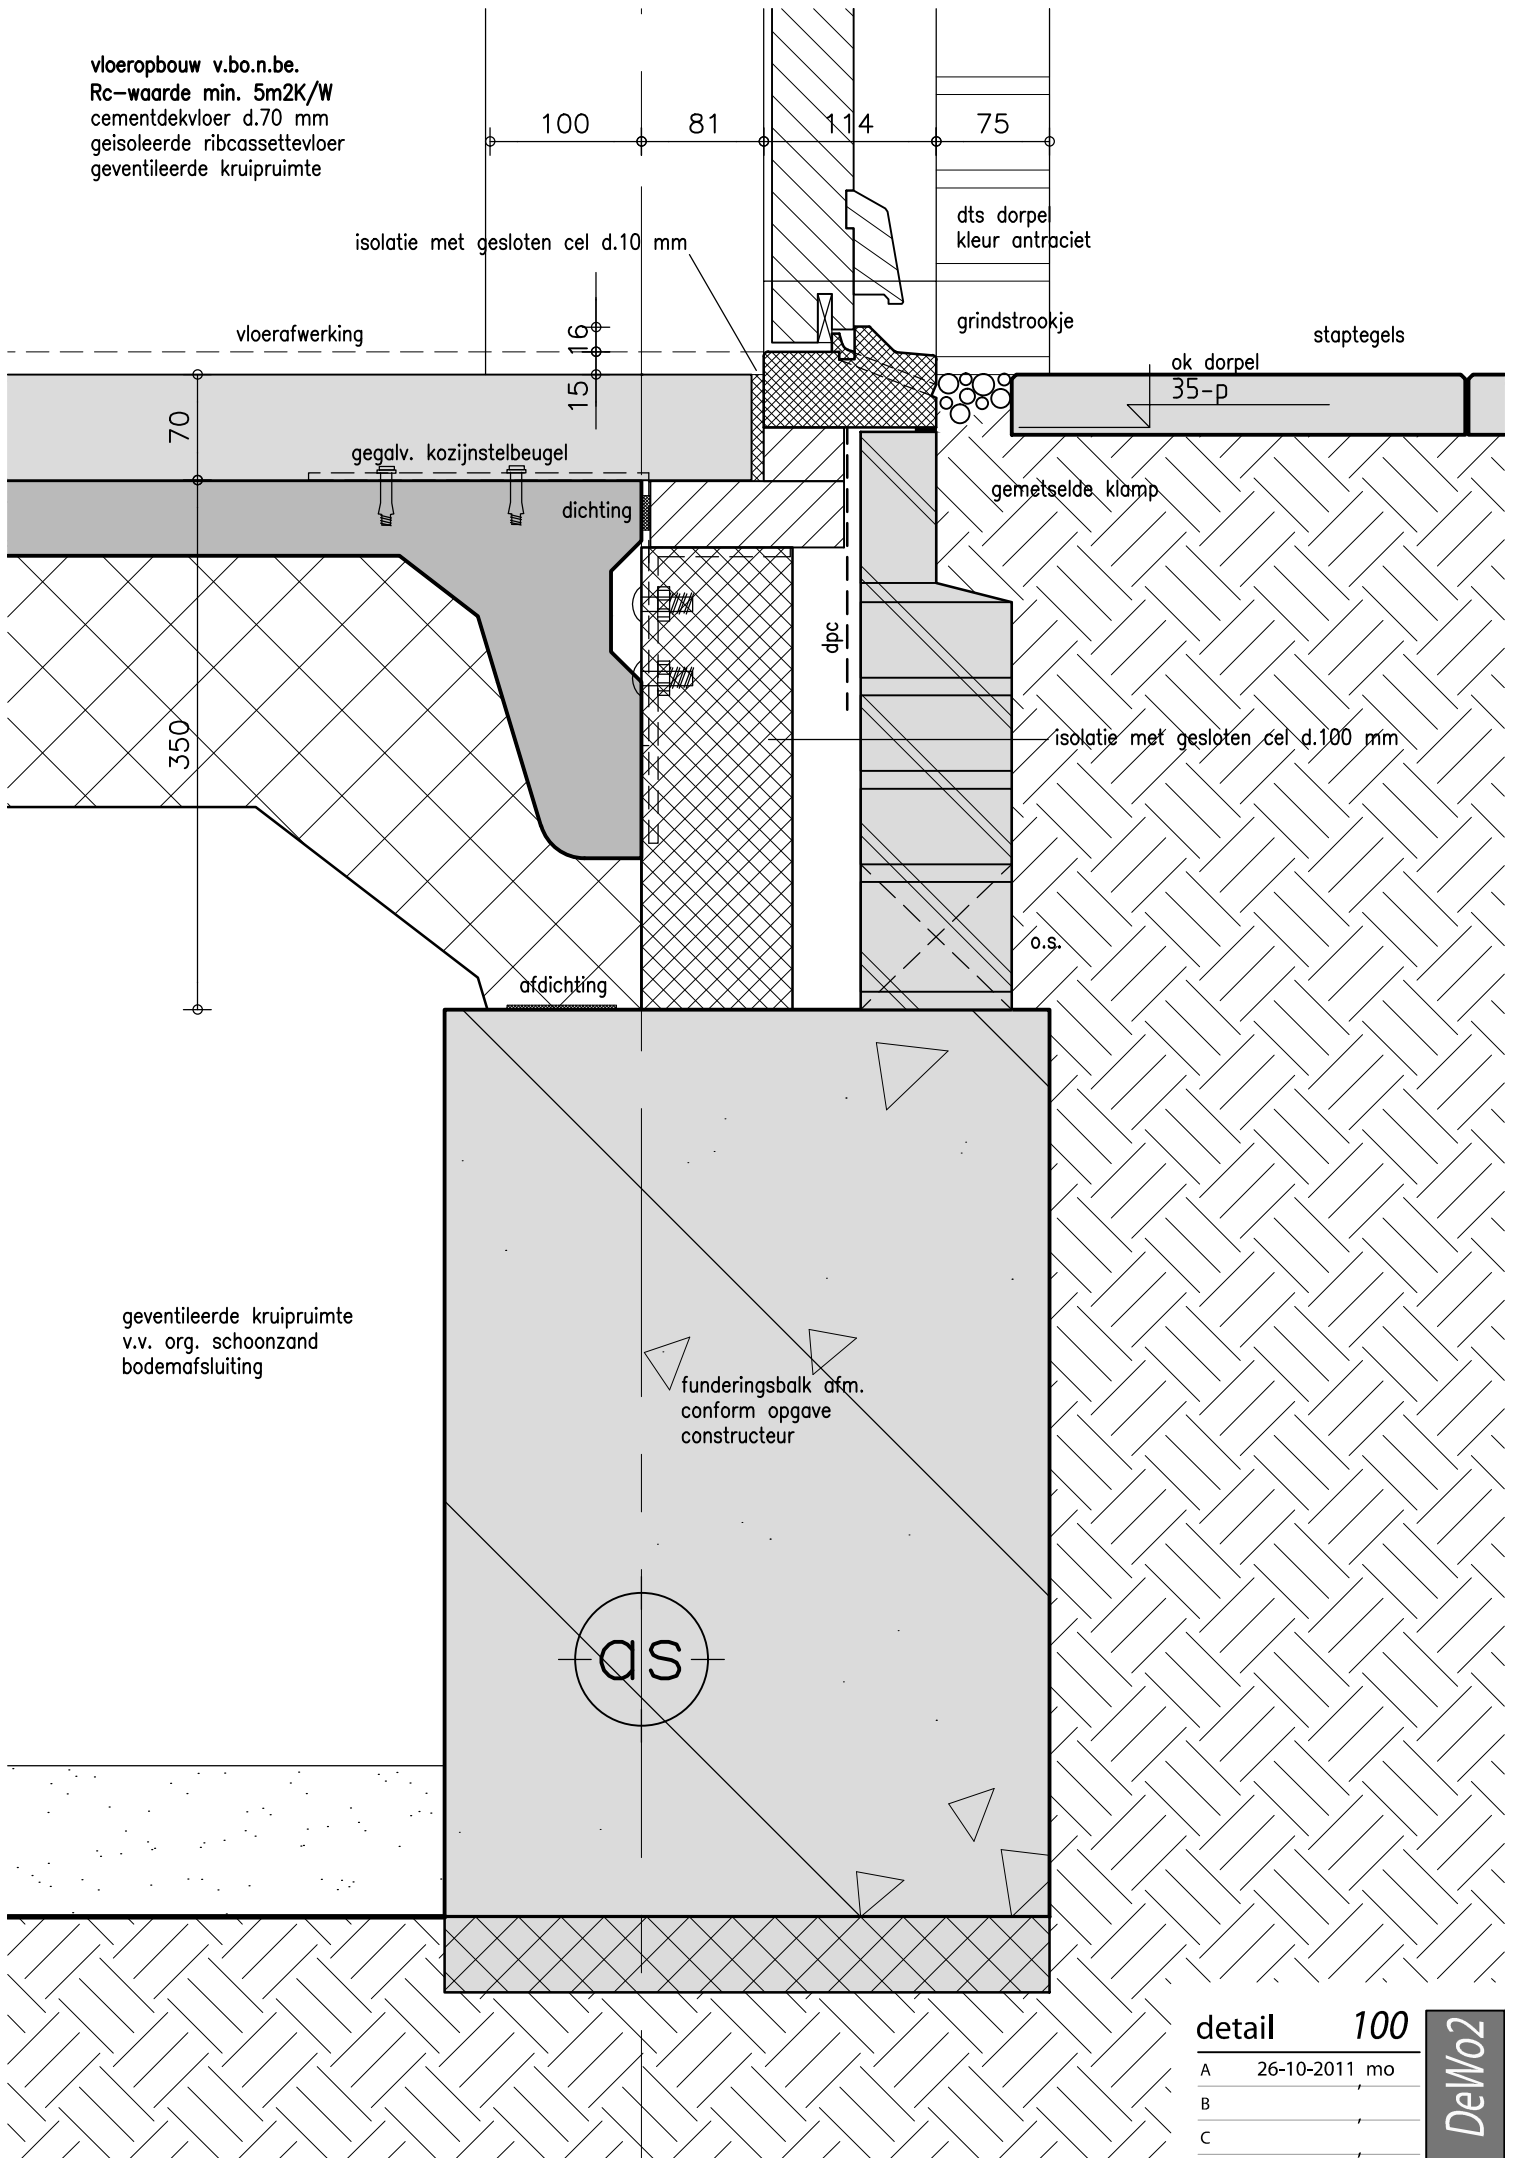 vloeropbouw v.bo.n.be.
Rc-waarde min. 5m2K/W
cementdekvloer d.70 mm
geisoleerde ribcassettevloer
geventileerde kruipruimte
100
81
114
75
dts dorpel
kleur antraciet
isolatie met gesloten cel d.10 mm
grindstrookje
staptegels
vloerafwerking
16
15
ok dorpel
35-p
70
gegalv. kozijnstelbeugel
dichting
gemetselde klamp
dpc
350
isolatie met gesloten cel d.100 mm
o.s.
afdichting
geventileerde kruipruimte
v.v. org. schoonzand
bodemafsluiting
funderingsbalk afm.
conform opgave
constructeur
as
detail 100
A 26-10-2011, mo
B ,
C ,
DeWo2